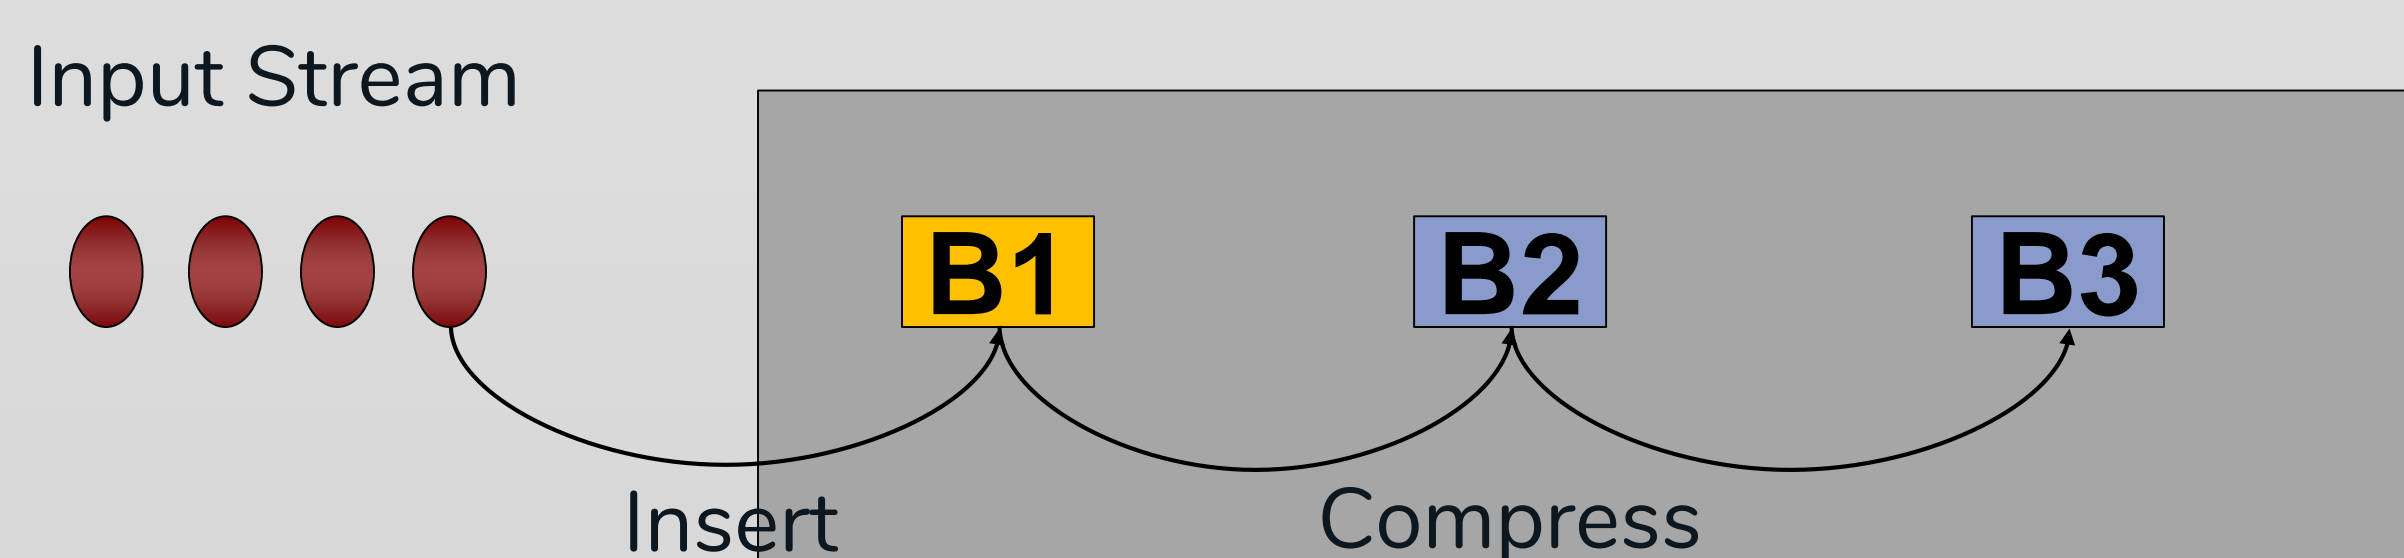 Input Stream
B1
B2
B3
Insert
Compress